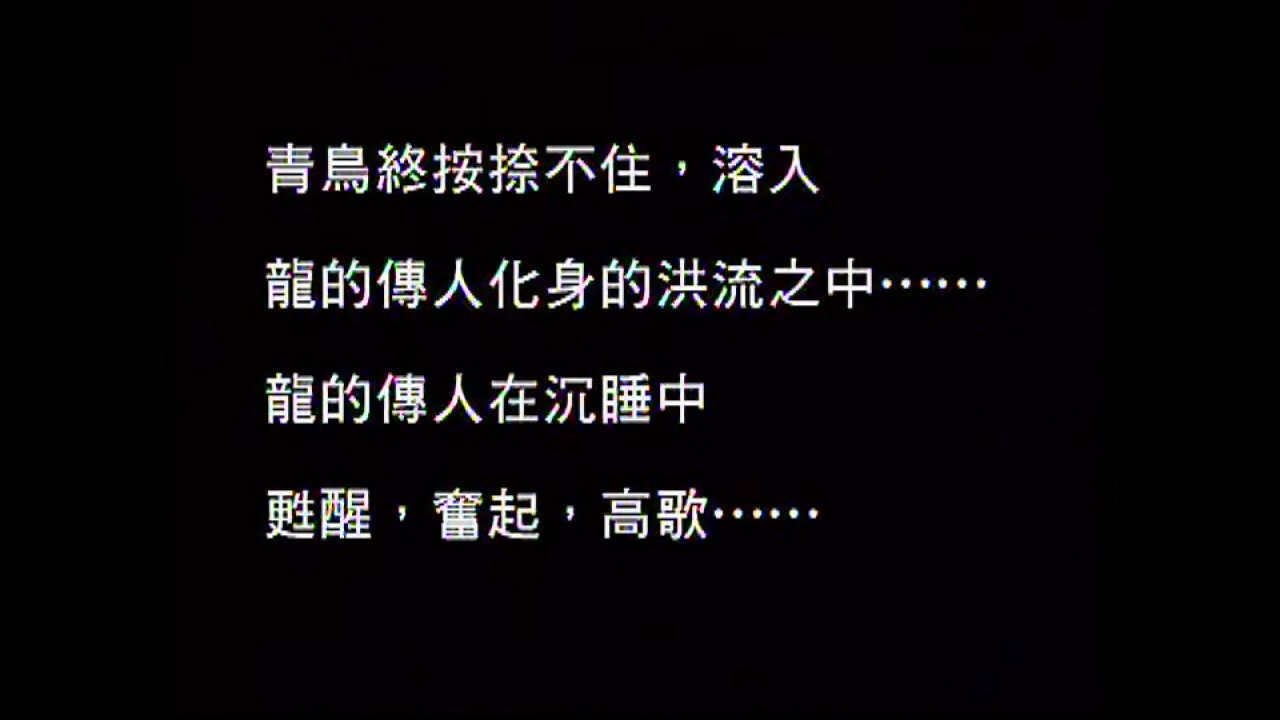 青鳥終按捺不住，溶入
龍的傳人化身的洪流之中⋯⋯
龍的傳人在沉睡中
甦醒，奮起，高歌⋯⋯